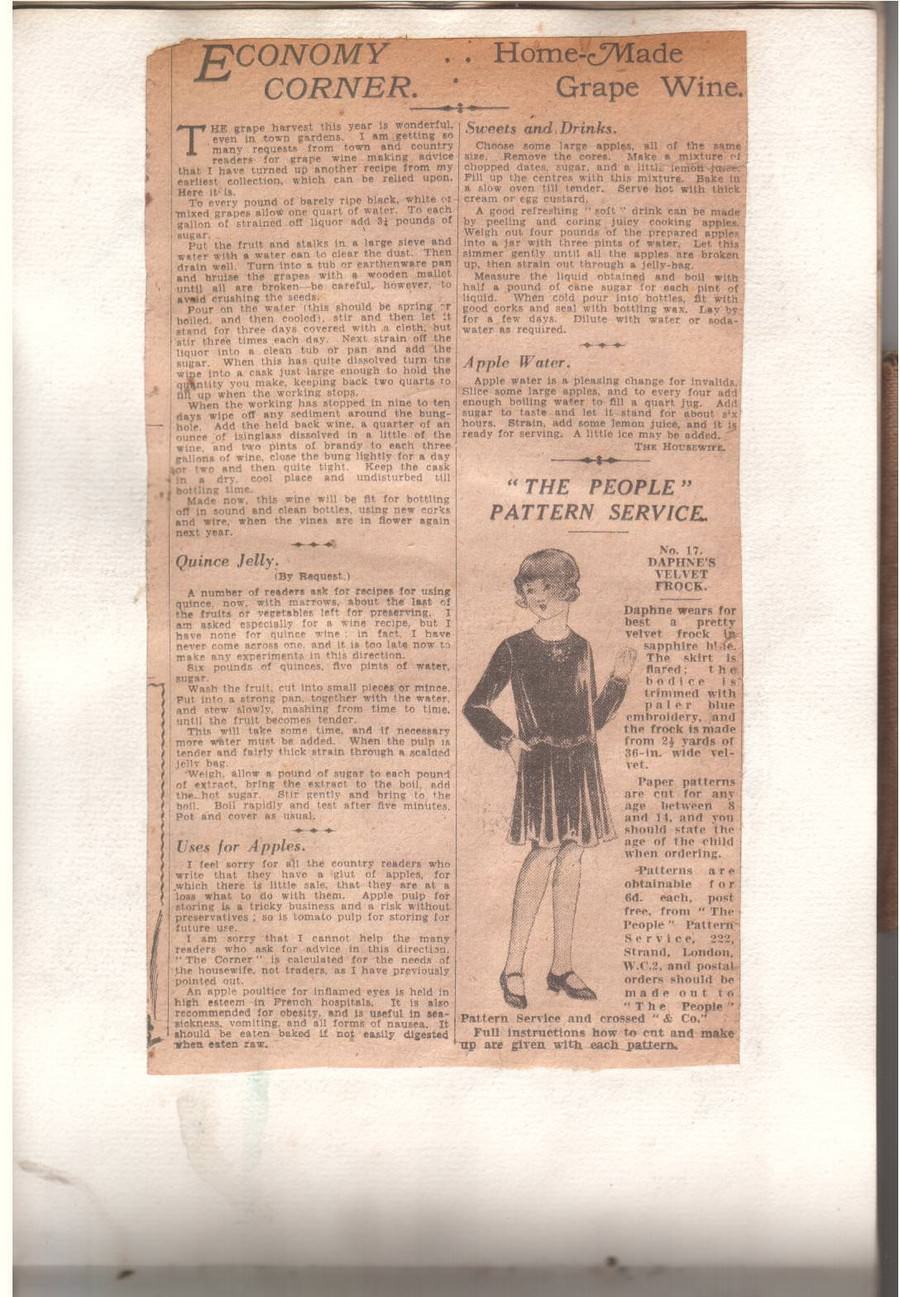 ECONOMY CORNER. . . Home-Made Grape Wine.
THE grape harvest this year is wonderful,
even in town gardens. I am getting so
many requests from town and country
readers for grape wine making advice
that I have turned up another recipe from my
earliest collection, which can be relied upon.
Here it is.
To every pound of barely ripe black, white or
mixed grapes allow one quart of water. To each
gallon of strained off liquor add 3¼ pounds of
sugar.
Put the fruit and stalks in a large sieve and
water with a water can to clear the dust. Then
drain well. Turn into a tub or earthenware pan
and bruise the grapes with a wooden mallet
until all are broken—be careful, however, to
avoid crushing the seeds.
Pour on the water (this should be spring or
boiled, and then cooled), stir and then let it
stand for three days covered with a cloth, but
stir three times each day. Next strain off the
liquor into a clean tub or pan and add the
sugar. When this has quite dissolved turn the
wine into a cask just large enough to hold the
quantity you make, keeping back two quarts to
fill up when the working stops.
When the working has stopped in nine to ten
days wipe off any sediment around the bung-
hole. Add the held back wine, a quarter of an
ounce of isinglass dissolved in a little of the
wine, and two pints of brandy to each three
gallons of wine, close the bung lightly for a day
or two and then quite tight. Keep the cask
in a dry, cool place and undisturbed till
bottling time.
Made now, this wine will be fit for bottling
off in sound and clean bottles, using new corks
and wire, when the vines are in flower again
next year.
Quince Jelly.
(By Request.)
A number of readers ask for recipes for using
quince, now, with marrows, about the last of
the fruits or vegetables left for preserving. I
am asked especially for a wine recipe, but I
have none for quince wine; in fact, I have
never come across one, and it is too late now to
make any experiments in this direction.
Six pounds of quinces, five pints of water,
sugar.
Wash the fruit, cut into small pieces or mince.
Put into a strong pan, together with the water,
and stew slowly, mashing from time to time,
until the fruit becomes tender.
This will take some time, and if necessary
more water must be added. When the pulp is
tender and fairly thick strain through a scalded
jelly bag.
Weigh, allow a pound of sugar to each pound
of extract, bring the extract to the boil, add
the hot sugar. Stir gently and bring to the
boil. Boil rapidly and test after five minutes.
Pot and cover as usual.
Uses for Apples.
I feel sorry for all the country readers who
write that they have a glut of apples, for
which there is little sale, that they are at a
loss what to do with them. Apple pulp for
storing is a tricky business and a risk without
preservatives; so is tomato pulp for storing for
future use.
I am sorry that I cannot help the many
readers who ask for advice in this direction.
"The Corner" is calculated for the needs of
the housewife, not traders, as I have previously
pointed out.
An apple poultice for inflamed eyes is held in
high esteem in French hospitals. It is also
recommended for obesity, and is useful in sea-
sickness, vomiting, and all forms of nausea. It
should be eaten baked if not easily digested
when eaten raw.
Sweets and Drinks.
Choose some large apples, all of the same
size. Remove the cores. Make a mixture of
chopped dates, sugar, and a little lemon juice.
Fill up the centres with this mixture. Bake in
a slow oven till tender. Serve hot with thick
cream or egg custard.
A good refreshing "soft" drink can be made
by peeling and coring juicy cooking apples.
Weigh out four pounds of the prepared apples
into a jar with three pints of water. Let this
simmer gently until all the apples are broken
up, then strain out through a jelly-bag.
Measure the liquid obtained and boil with
half a pound of cane sugar for each pint of
liquid. When cold pour into bottles, fit with
good corks and seal with bottling wax. Lay by
for a few days. Dilute with water or soda-
water as required.
Apple Water.
Apple water is a pleasing change for invalids.
Slice some large apples, and to every four add
enough boiling water to fill a quart jug. Add
sugar to taste and let it stand for about six
hours. Strain, add some lemon juice, and it is
ready for serving. A little ice may be added.
THE HOUSEWIFE.
"THE PEOPLE"
PATTERN SERVICE.
No. 17.
DAPHNE'S
VELVET
FROCK.
Daphne wears for
best a pretty
velvet frock in
sapphire blue.
The skirt is
flared; the
bodice is
trimmed with
paler blue
embroidery, and
the frock is made
from 2½ yards of
36-in. wide vel-
vet.
Paper patterns
are cut for any
age between 8
and 14, and you
should state the
age of the child
when ordering.
Patterns are
obtainable for
6d. each, post
free, from "The
People" Pattern
Service, 222,
Strand, London,
W.C.2, and postal
orders should be
made out to
"The People"
Pattern Service and crossed "& Co."
Full instructions how to cut and make
up are given with each pattern.